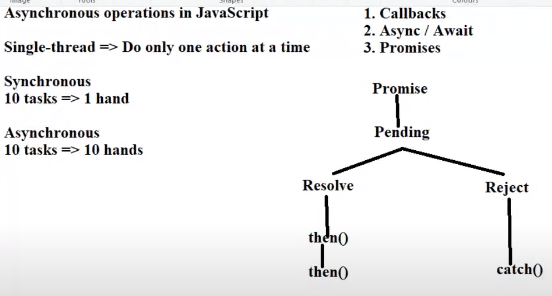 Image
Tools
Shapes
Colours
Asynchronous operations in JavaScript
Single-thread => Do only one action at a time
Synchronous
10 tasks => 1 hand
Asynchronous
10 tasks => 10 hands
1. Callbacks
2. Async / Await
3. Promises
Promise
Pending
Resolve
Reject
then()
then()
catch()